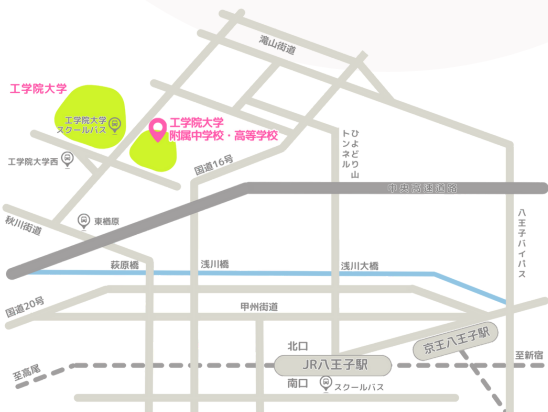 滝山街道
工学院大学
工学院大学
スクールバス
工学院大学
附属中学校・高等学校
ひよどり山
トンネル
工学院大学西
国道16号
中央高速道路
秋川街道
東楢原
八王子バイパス
萩原橋
浅川橋
浅川大橋
国道20号
甲州街道
京王八王子駅
北口
JR八王子駅
至新宿
至高尾
南口
スクールバス